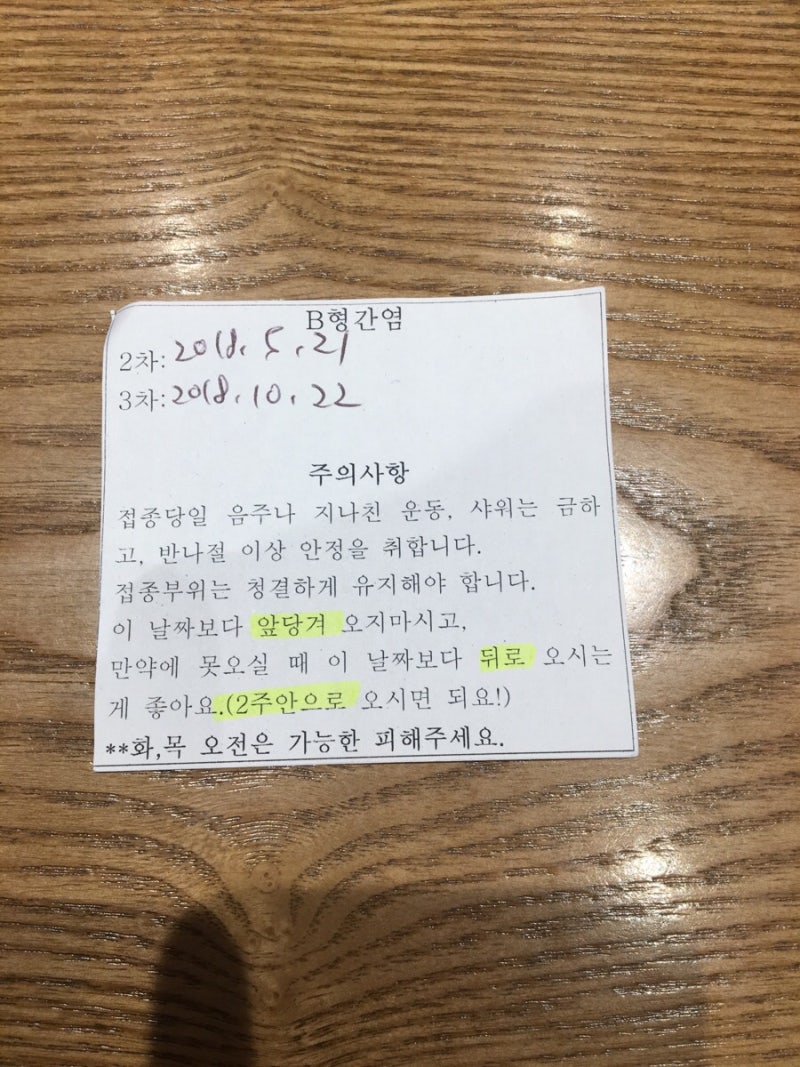 B형간염
2차: 2018. 5. 21
3차: 2018. 10. 22
주의사항
접종당일 음주나 지나친 운동, 샤워는 금하
고, 반나절 이상 안정을 취합니다.
접종부위는 청결하게 유지해야 합니다.
이 날짜보다 앞당겨 오지마시고,
만약에 못오실 때 이 날짜보다 뒤로 오시는
게 좋아요.(2주안으로 오시면 되요!)
**화,목 오전은 가능한 피해주세요.